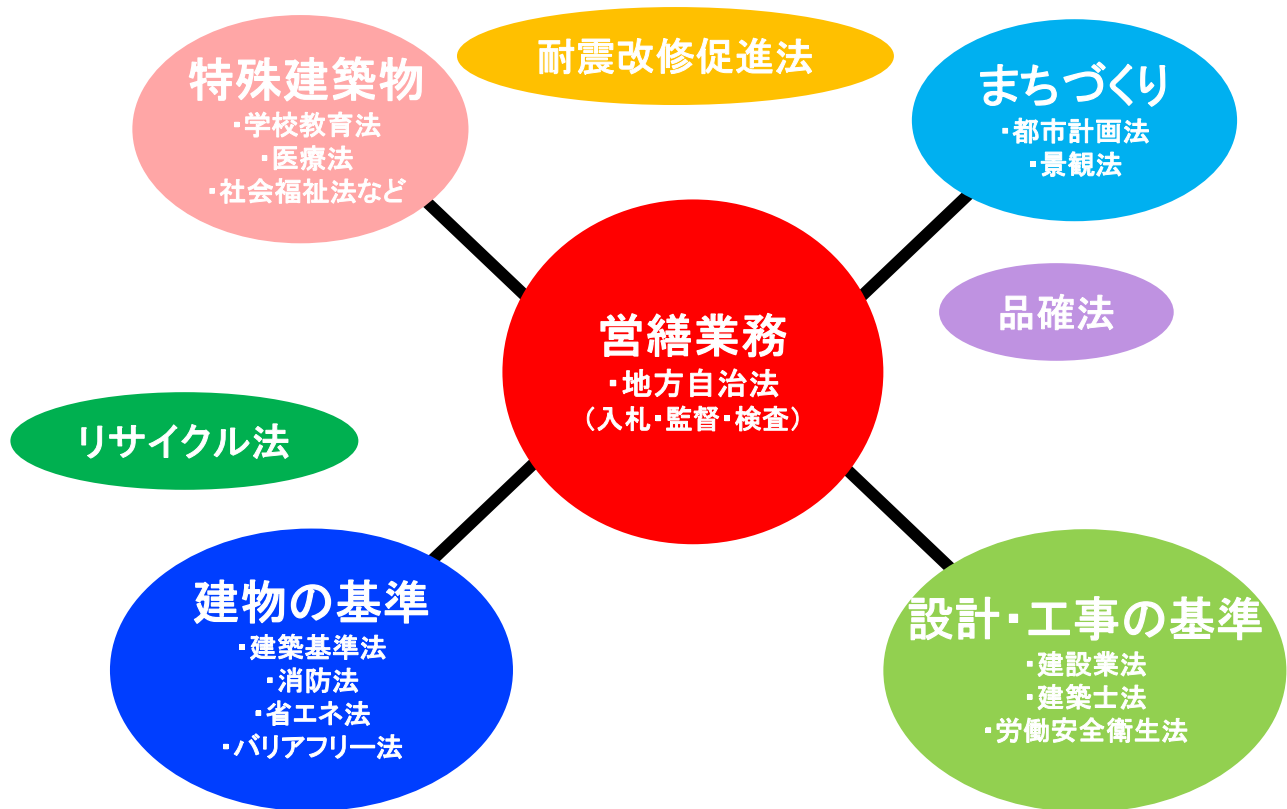 耐震改修促進法
特殊建築物
・学校教育法
・医療法
・社会福祉法など
まちづくり
・都市計画法
・景観法
品確法
営繕業務
・地方自治法
（入札・監督・検査）
リサイクル法
建物の基準
・建築基準法
・消防法
・省エネ法
・バリアフリー法
設計・工事の基準
・建設業法
・建築士法
・労働安全衛生法